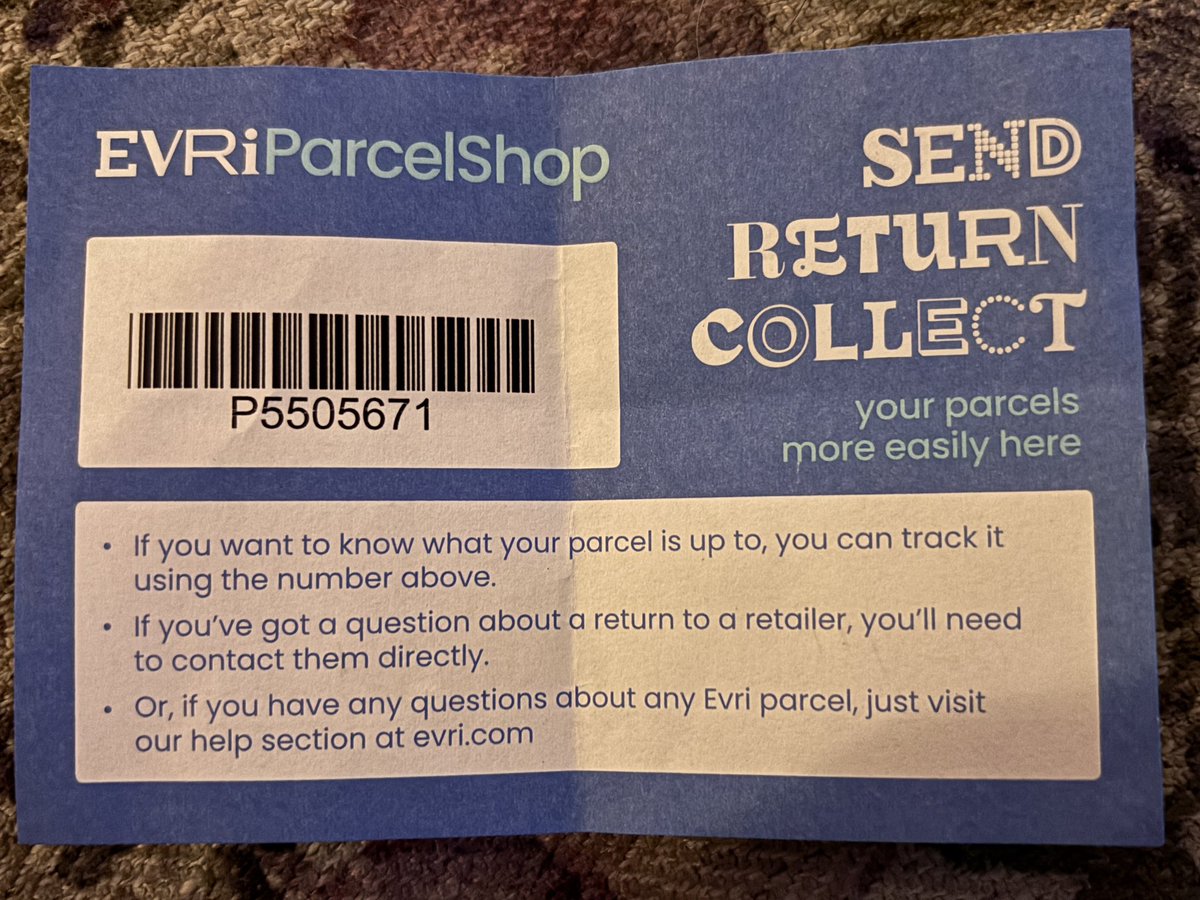 EVRi ParcelShop
P5505671
SEND
RETURN
COLLECT
your parcels
more easily here
• If you want to know what your parcel is up to, you can track it
using the number above.
• If you've got a question about a return to a retailer, you'll need
to contact them directly.
• Or, if you have any questions about any Evri parcel, just visit
our help section at evri.com